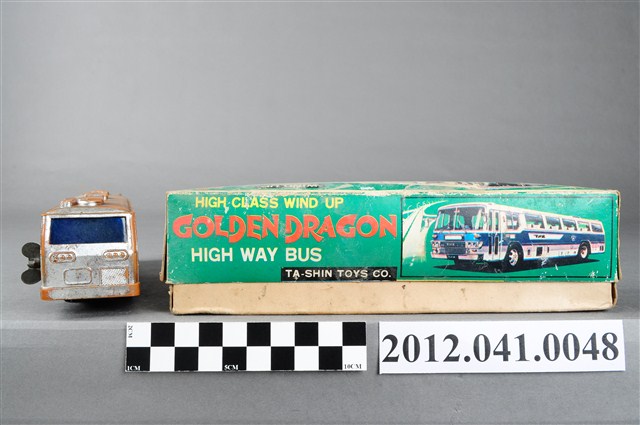 HIGH CLASS WIND UP
GOLDEN DRAGON
HIGH WAY BUS
TA-SHIN TOYS CO.
2CM
1CM 5CM 10CM
2012.041.0048